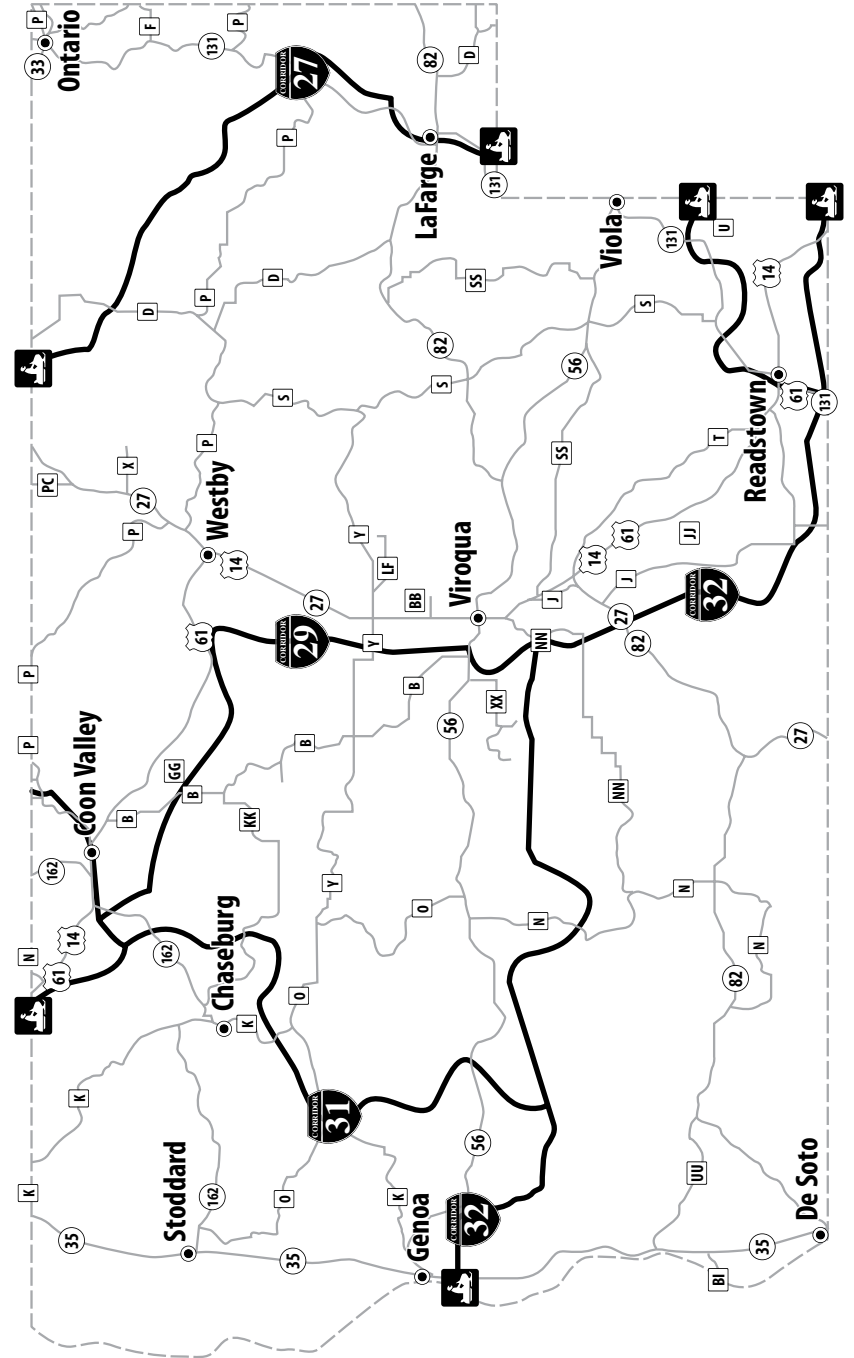 K
N
P
P
PC
33
P
162
61
14
Ontario
35
K
Coon Valley
B
X
P
27
D
F
162
GG
Stoddard
B
61
P
P
131
162
Chaseburg
Westby
14
P
K
KK
D
P
O
S
35
O
B
CORRIDOR
29
CORRIDOR
27
27
CORRIDOR
31
Y
Y
Y
LF
K
B
BB
Genoa
O
LaFarge
82
82
S
56
Viroqua
D
CORRIDOR
32
SS
56
131
XX
N
NN
J
SS
56
14
Viola
NN
27
J
61
82
S
131
N
JJ
UU
CORRIDOR
32
BI
T
U
82
Readstown
N
35
14
61
27
De Soto
131